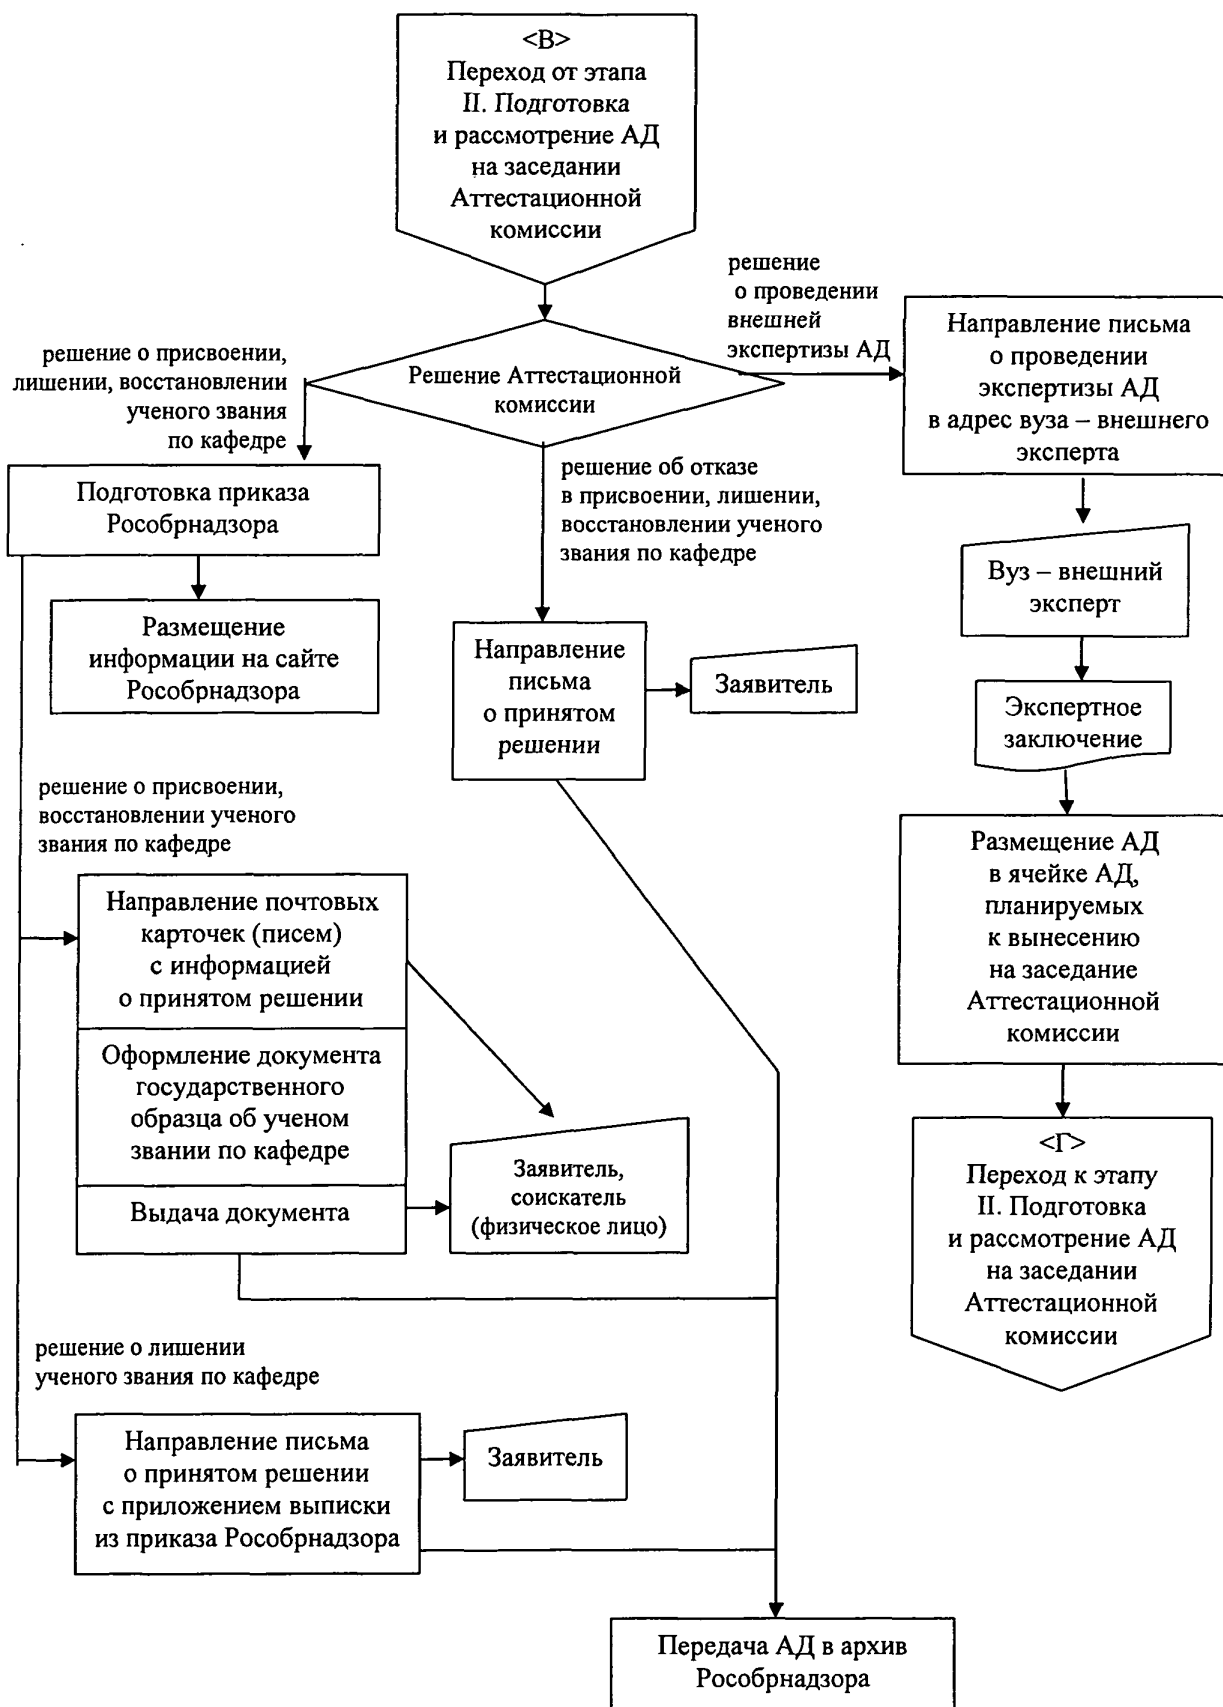 <В>
Переход от этапа
II. Подготовка
и рассмотрение АД
на заседании
Аттестационной
комиссии
решение
о проведении
внешней
экспертизы АД
решение о присвоении,
лишении, восстановлении
ученого звания
по кафедре
Решение Аттестационной
комиссии
Направление письма
о проведении
экспертизы АД
в адрес вуза – внешнего
эксперта
решение об отказе
в присвоении, лишении,
восстановлении ученого
звания по кафедре
Подготовка приказа
Рособрнадзора
Вуз – внешний
эксперт
Размещение
информации на сайте
Рособрнадзора
Направление
письма
о принятом
решении
Заявитель
Экспертное
заключение
решение о присвоении,
восстановлении ученого
звания по кафедре
Размещение АД
в ячейке АД,
планируемых
к вынесению
на заседание
Аттестационной
комиссии
Направление почтовых
карточек (писем)
с информацией
о принятом решении
Оформление документа
государственного
образца об ученом
звании по кафедре
Выдача документа
Заявитель,
соискатель
(физическое лицо)
<Г>
Переход к этапу
II. Подготовка
и рассмотрение АД
на заседании
Аттестационной
комиссии
решение о лишении
ученого звания по кафедре
Направление письма
о принятом решении
с приложением выписки
из приказа Рособрнадзора
Заявитель
Передача АД в архив
Рособрнадзора